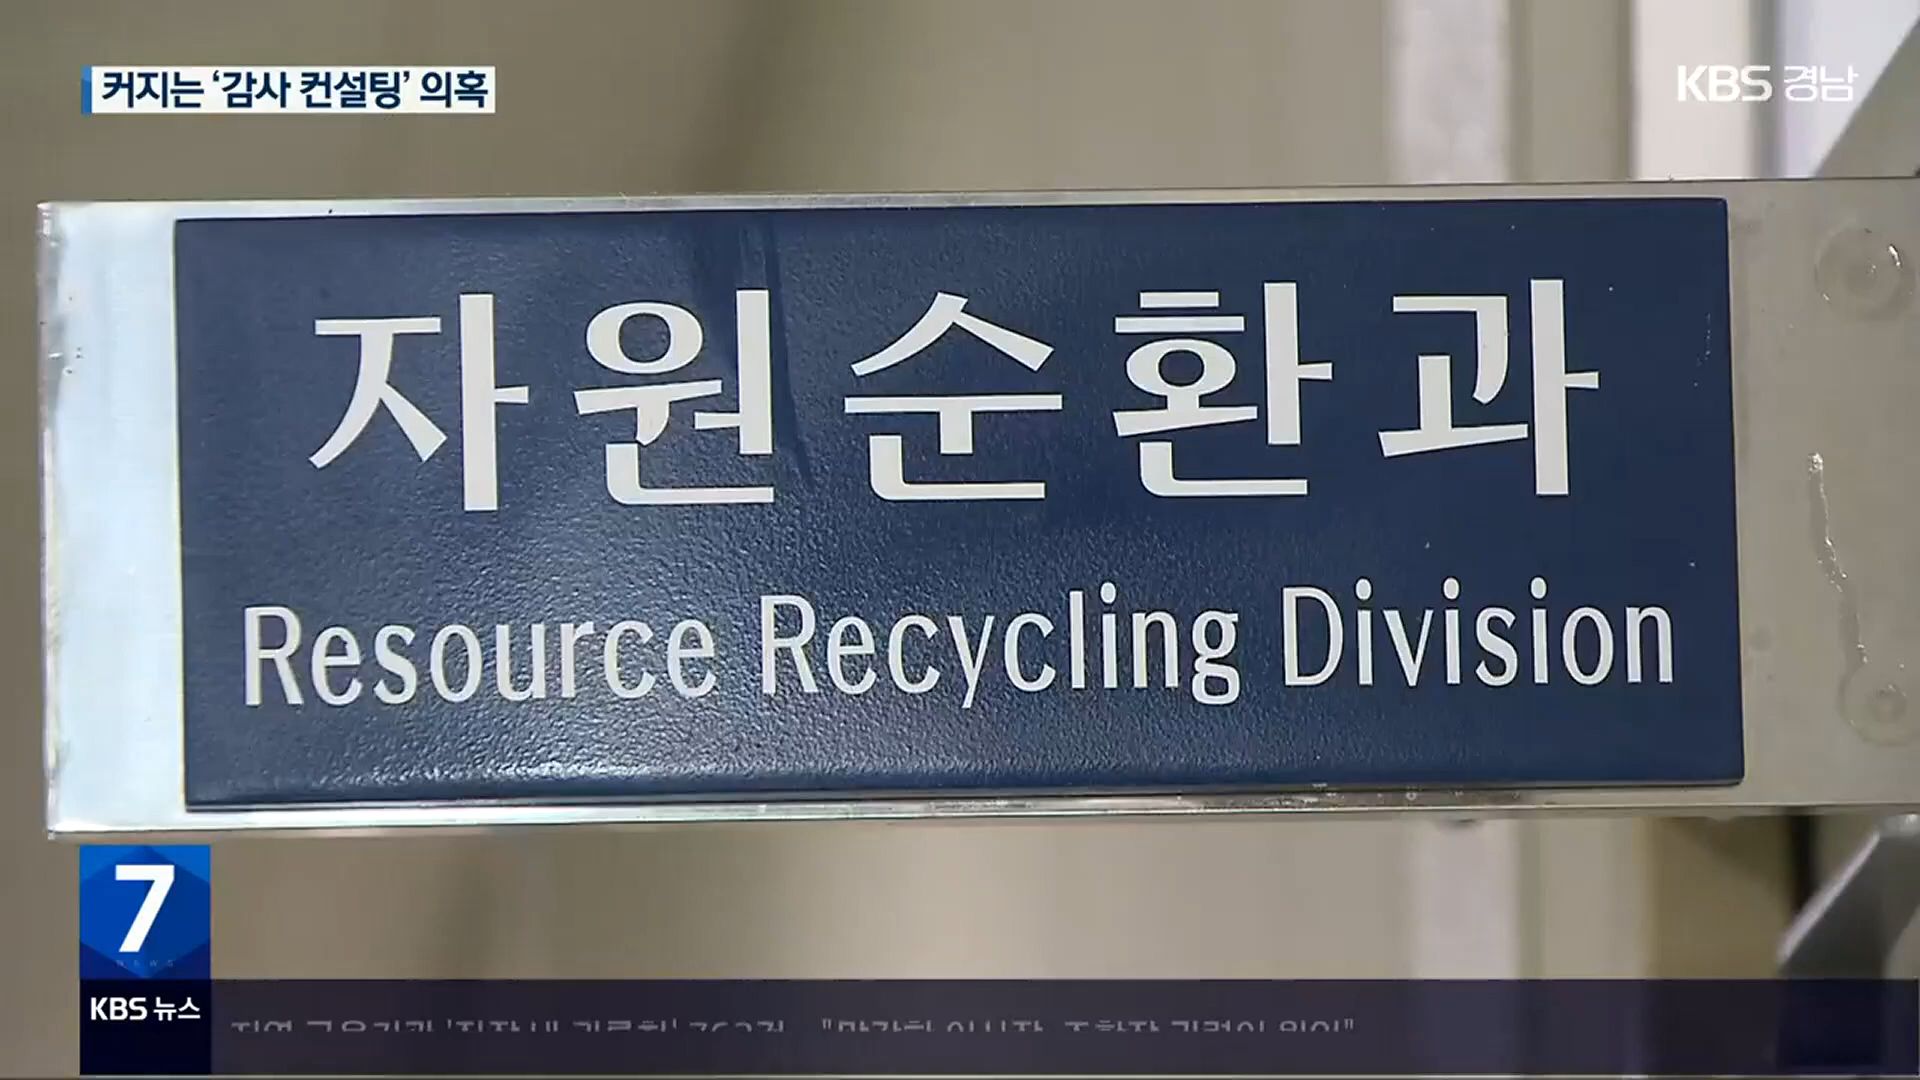 커지는 ‘감사 컨설팅’ 의혹
KBS 경남
자원순환과
Resource Recycling Division
7
NEWS
KBS 뉴스